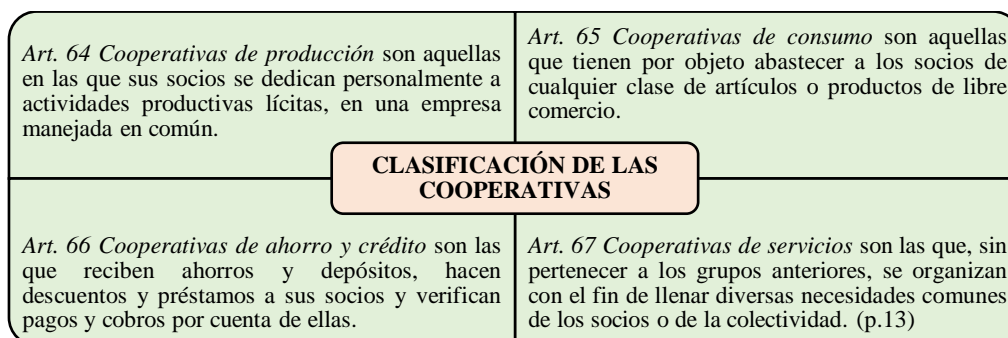 Art. 64 Cooperativas de producción son aquellas
en las que sus socios se dedican personalmente a
actividades productivas lícitas, en una empresa
manejada en común.
Art. 65 Cooperativas de consumo son aquellas
que tienen por objeto abastecer a los socios de
cualquier clase de artículos o productos de libre
comercio.
CLASIFICACIÓN DE LAS
COOPERATIVAS
Art. 66 Cooperativas de ahorro y crédito son las
que reciben ahorros y depósitos, hacen
descuentos y préstamos a sus socios y verifican
pagos y cobros por cuenta de ellas.
Art. 67 Cooperativas de servicios son las que, sin
pertenecer a los grupos anteriores, se organizan
con el fin de llenar diversas necesidades comunes
de los socios o de la colectividad. (p.13)